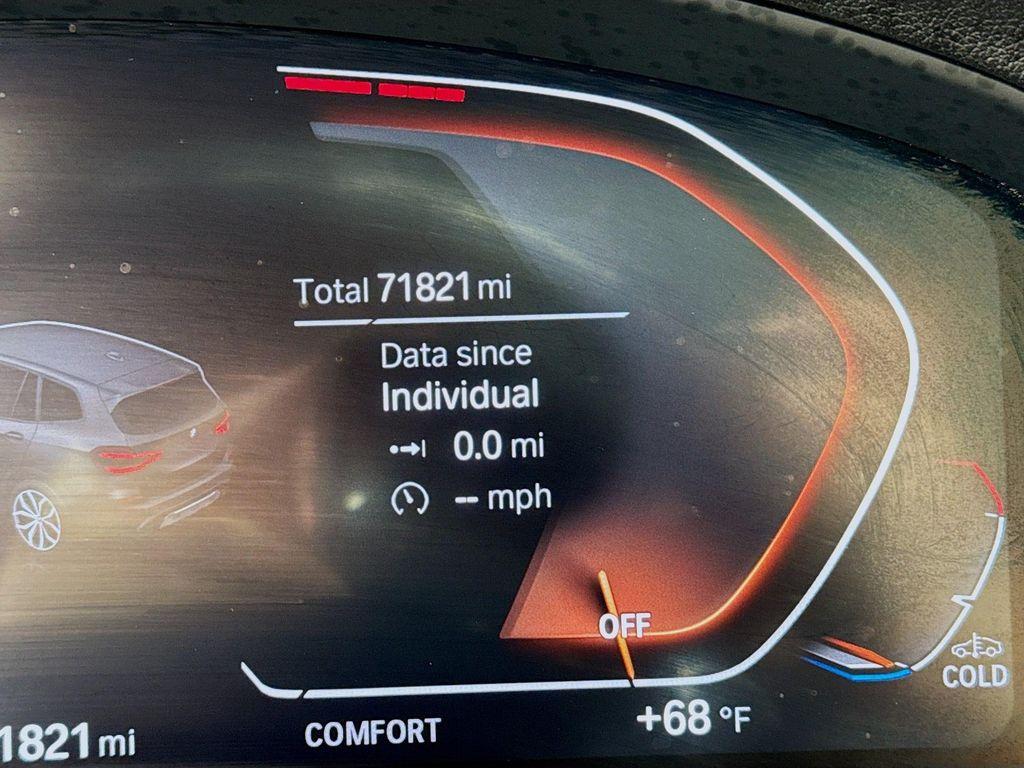 Total 71821 mi
Data since
Individual
0.0 mi
-- mph
OFF
COLD
+68 °F
COMFORT
1821 mi